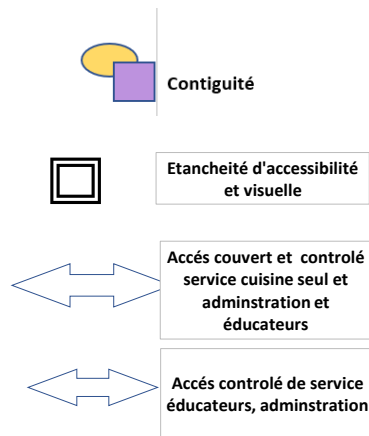 Contiguité
Etancheité d'accessibilité
et visuelle
Accés couvert et controlé
service cuisine seul et
adminstration et
éducateurs
Accés controlé de service
éducateurs, adminstration